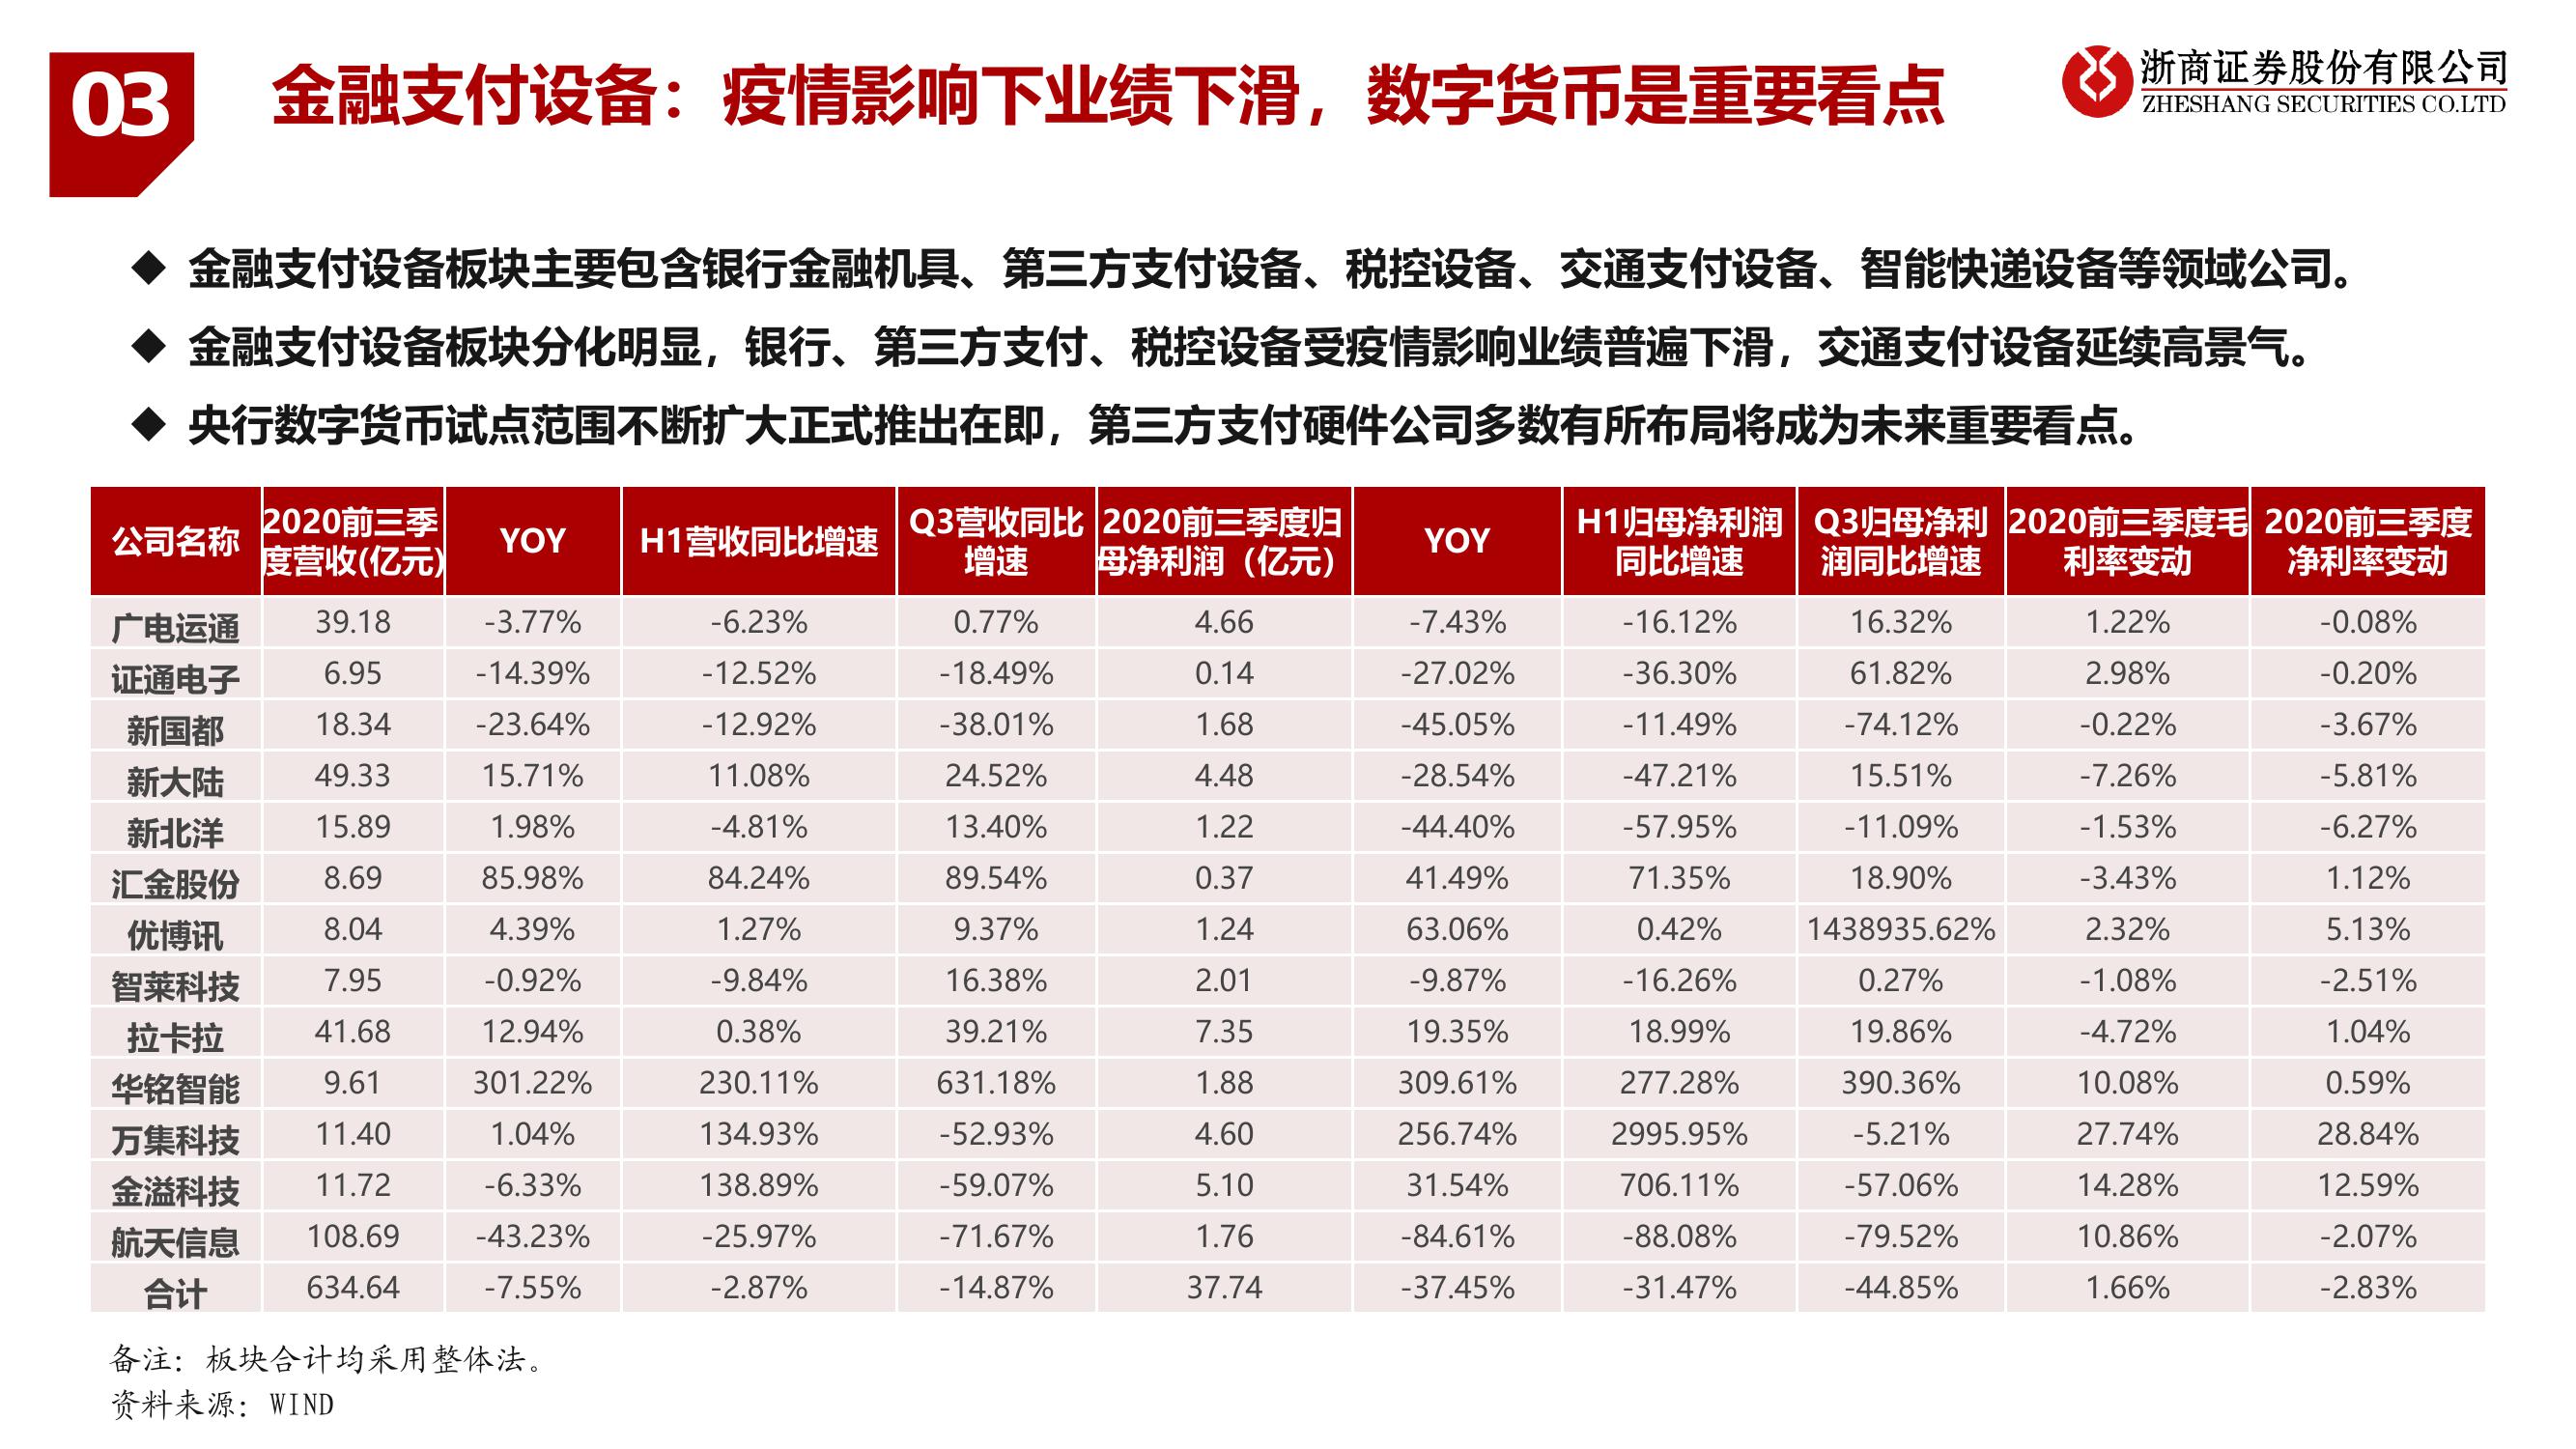 03
金融支付设备：疫情影响下业绩下滑，数字货币是重要看点
浙商证券股份有限公司
ZHESHANG SECURITIES CO.LTD
◆ 金融支付设备板块主要包含银行金融机具、第三方支付设备、税控设备、交通支付设备、智能快递设备等领域公司。
◆ 金融支付设备板块分化明显，银行、第三方支付、税控设备受疫情影响业绩普遍下滑，交通支付设备延续高景气。
◆ 央行数字货币试点范围不断扩大正式推出在即，第三方支付硬件公司多数有所布局将成为未来重要看点。
公司名称 2020前三季度营收(亿元) YOY H1营收同比增速 Q3营收同比增速 2020前三季度归母净利润（亿元） YOY H1归母净利润同比增速 Q3归母净利润同比增速 2020前三季度毛利率变动 2020前三季度净利率变动
广电运通 39.18 -3.77% -6.23% 0.77% 4.66 -7.43% -16.12% 16.32% 1.22% -0.08%
证通电子 6.95 -14.39% -12.52% -18.49% 0.14 -27.02% -36.30% 61.82% 2.98% -0.20%
新国都 18.34 -23.64% -12.92% -38.01% 1.68 -45.05% -11.49% -74.12% -0.22% -3.67%
新大陆 49.33 15.71% 11.08% 24.52% 4.48 -28.54% -47.21% 15.51% -7.26% -5.81%
新北洋 15.89 1.98% -4.81% 13.40% 1.22 -44.40% -57.95% -11.09% -1.53% -6.27%
汇金股份 8.69 85.98% 84.24% 89.54% 0.37 41.49% 71.35% 18.90% -3.43% 1.12%
优博讯 8.04 4.39% 1.27% 9.37% 1.24 63.06% 0.42% 1438935.62% 2.32% 5.13%
智莱科技 7.95 -0.92% -9.84% 16.38% 2.01 -9.87% -16.26% 0.27% -1.08% -2.51%
拉卡拉 41.68 12.94% 0.38% 39.21% 7.35 19.35% 18.99% 19.86% -4.72% 1.04%
华铭智能 9.61 301.22% 230.11% 631.18% 1.88 309.61% 277.28% 390.36% 10.08% 0.59%
万集科技 11.40 1.04% 134.93% -52.93% 4.60 256.74% 2995.95% -5.21% 27.74% 28.84%
金溢科技 11.72 -6.33% 138.89% -59.07% 5.10 31.54% 706.11% -57.06% 14.28% 12.59%
航天信息 108.69 -43.23% -25.97% -71.67% 1.76 -84.61% -88.08% -79.52% 10.86% -2.07%
合计 634.64 -7.55% -2.87% -14.87% 37.74 -37.45% -31.47% -44.85% 1.66% -2.83%
备注：板块合计均采用整体法。
资料来源：WIND